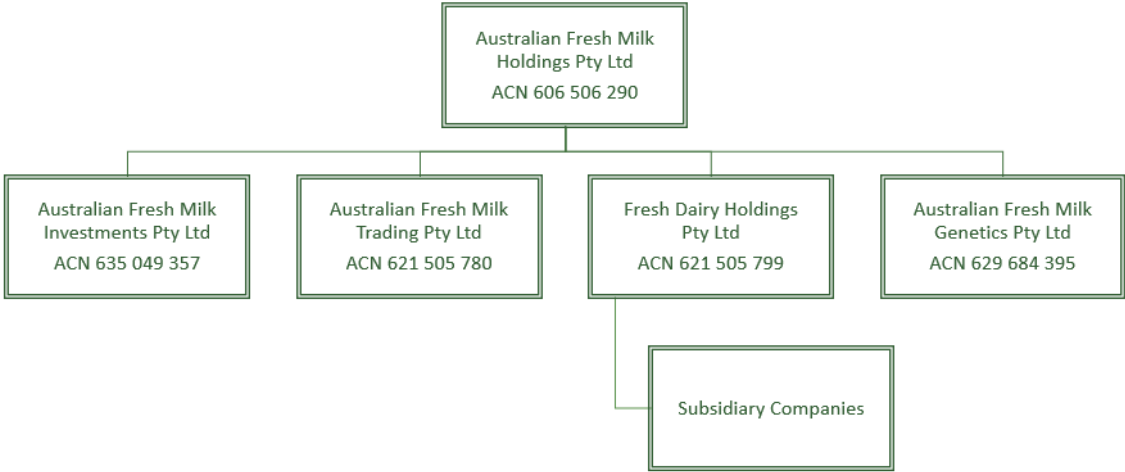 Australian Fresh Milk
Holdings Pty Ltd
ACN 606 506 290
Australian Fresh Milk
Investments Pty Ltd
ACN 635 049 357
Australian Fresh Milk
Trading Pty Ltd
ACN 621 505 780
Fresh Dairy Holdings
Pty Ltd
ACN 621 505 799
Australian Fresh Milk
Genetics Pty Ltd
ACN 629 684 395
Subsidiary Companies